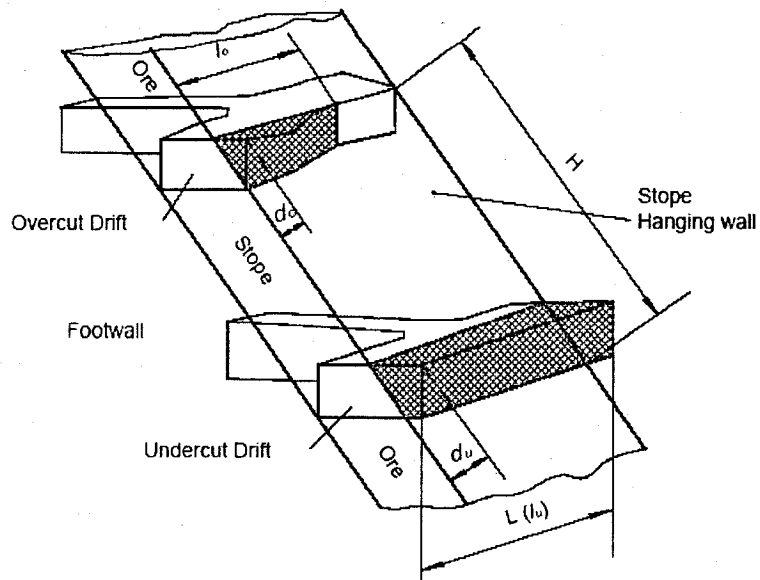 lo
Ore
H
Overcut Drift
do
Stope
Hanging wall
Stope
Footwall
Undercut Drift
Ore
du
L (lu)